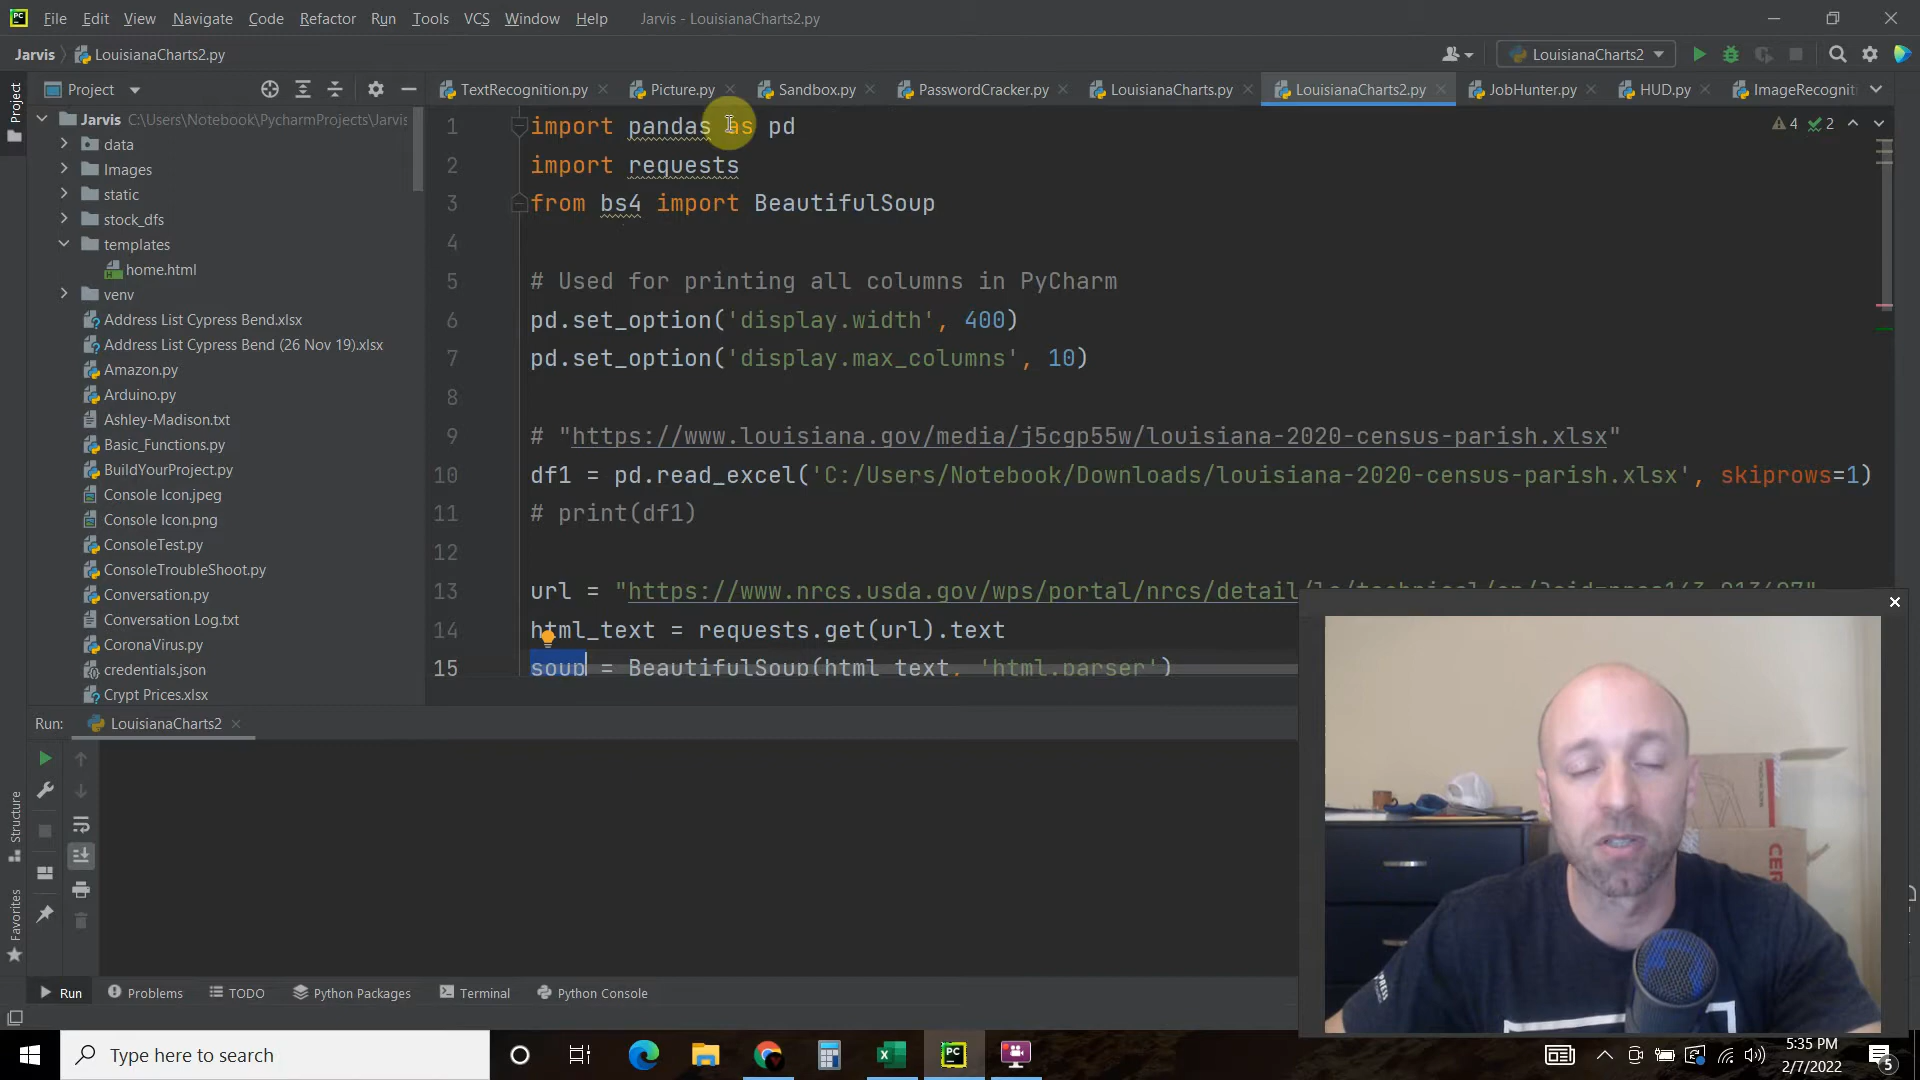 File Edit View Navigate Code Refactor Run Tools VCS Window Help Jarvis - LouisianaCharts2.py
Jarvis LouisianaCharts2.py LouisianaCharts2
Project
Project TextRecognition.py Picture.py Sandbox.py PasswordCracker.py LouisianaCharts.py LouisianaCharts2.py JobHunter.py HUD.py ImageRecognit
Jarvis C:\Users\Notebook\PycharmProjects\Jarvis
data
Images
static
stock_dfs
templates
home.html
venv
Address List Cypress Bend.xlsx
Address List Cypress Bend (26 Nov 19).xlsx
Amazon.py
Arduino.py
Ashley-Madison.txt
Basic_Functions.py
BuildYourProject.py
Console Icon.jpeg
Console Icon.png
ConsoleTest.py
ConsoleTroubleShoot.py
Conversation.py
Conversation Log.txt
CoronaVirus.py
credentials.json
Crypt Prices.xlsx
4 2
1 import pandas as pd
2 import requests
3 from bs4 import BeautifulSoup
4
5 # Used for printing all columns in PyCharm
6 pd.set_option('display.width', 400)
7 pd.set_option('display.max_columns', 10)
8
9 # "https://www.louisiana.gov/media/j5cgp55w/louisiana-2020-census-parish.xlsx"
10 df1 = pd.read_excel('C:/Users/Notebook/Downloads/louisiana-2020-census-parish.xlsx', skiprows=1)
11 # print(df1)
12
13 url = "https://www.nrcs.usda.gov/wps/portal/nrcs/detail/
14 html_text = requests.get(url).text
15 soup = BeautifulSoup(html_text, 'html.parser')
Run: LouisianaCharts2
Structure
Favorites
Run Problems TODO Python Packages Terminal Python Console
Type here to search
PC
5:35 PM
2/7/2022
5